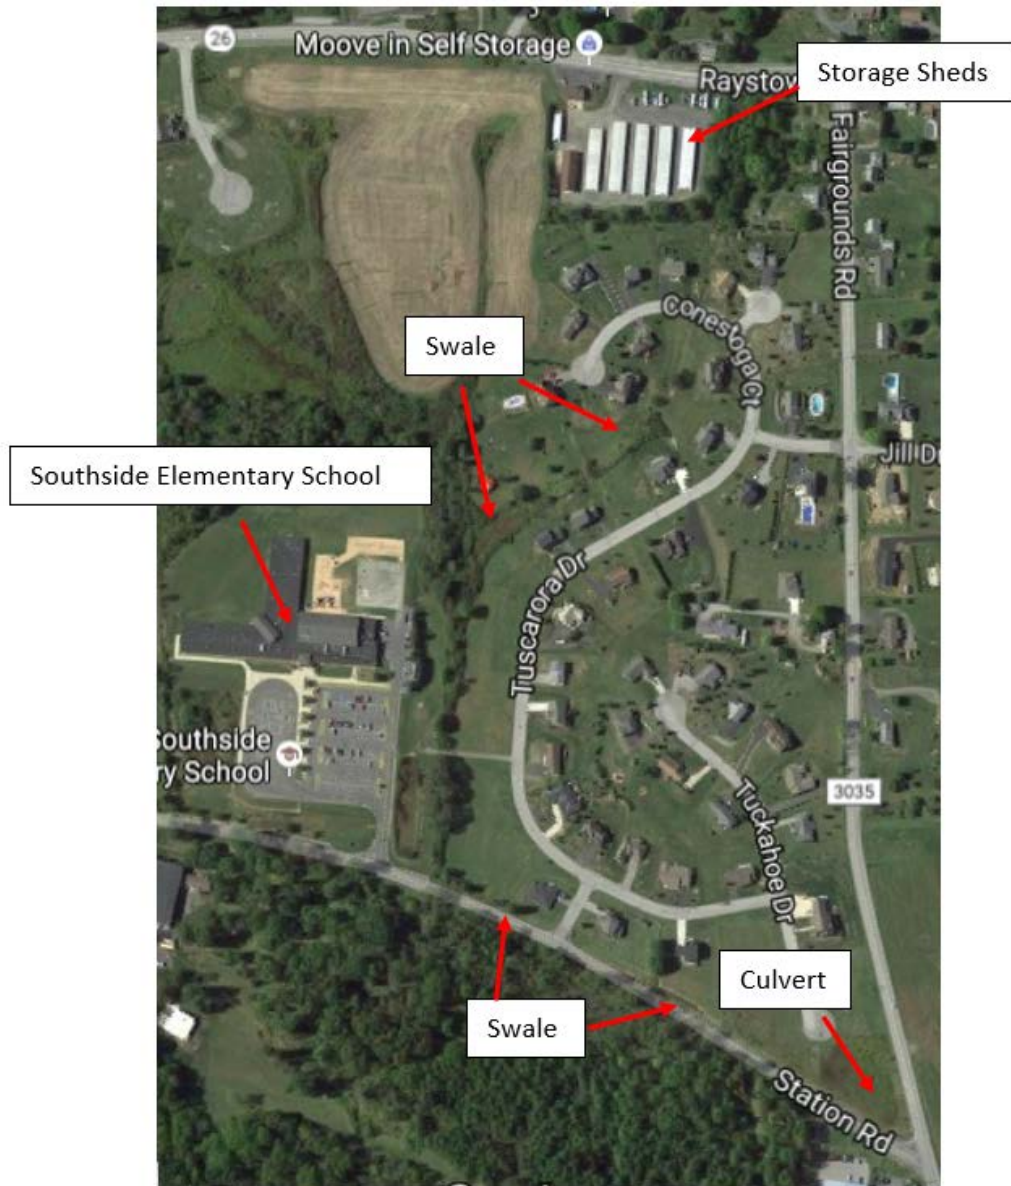 26
Moove in Self Storage
Storage Sheds
Fairgrounds Rd
Conestoga Ct
Swale
Jill Dr
Southside Elementary School
Tuscarora Dr
Southside
ry School
3035
Tuckahoe Dr
Culvert
Swale
Station Rd